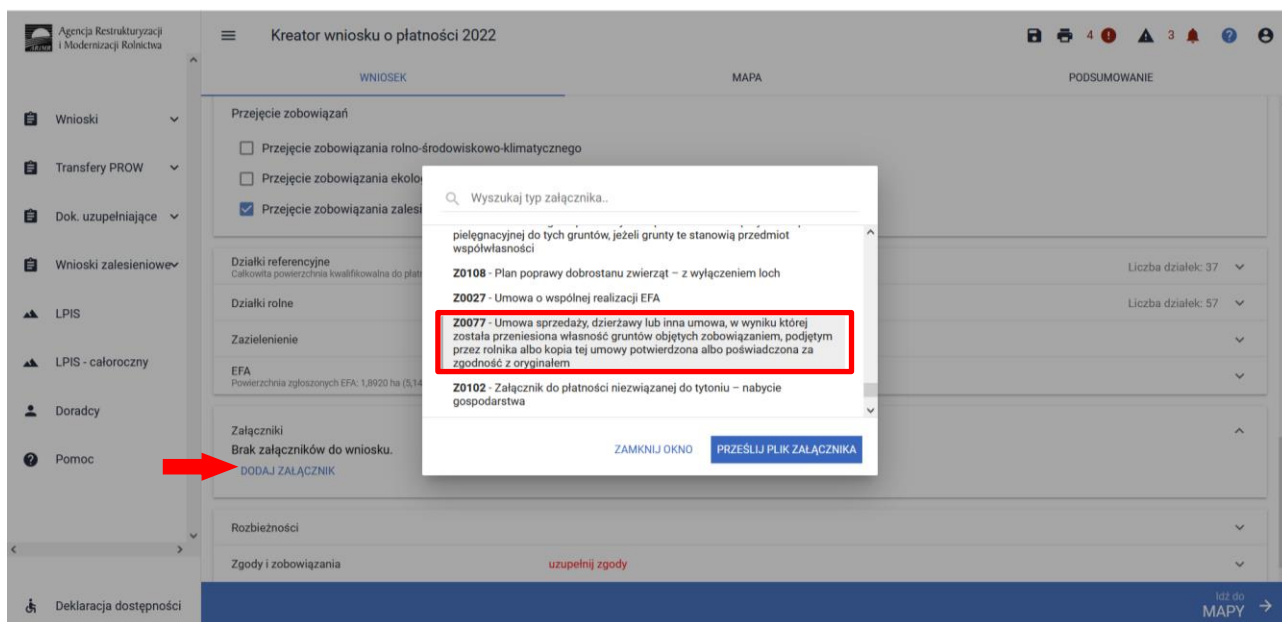 Agencja Restrukturyzacji
i Modernizacji Rolnictwa
Kreator wniosku o płatności 2022
4
3
WNIOSEK
MAPA
PODSUMOWANIE
Wnioski
Transfery PROW
Dok. uzupełniające
Wnioski zalesieniowe
LPIS
LPIS - całoroczny
Doradcy
Pomoc
Deklaracja dostępności
Przejęcie zobowiązań
Przejęcie zobowiązania rolno-środowiskowo-klimatycznego
Przejęcie zobowiązania ekolo
Przejęcie zobowiązania zalesi
Działki referencyjne
Całkowita powierzchnia kwalifikowalna do płatn
Liczba działek: 37
Działki rolne
Liczba działek: 57
Zazielenienie
EFA
Powierzchnia zgłoszonych EFA: 1,8920 ha (5,14
Załączniki
Brak załączników do wniosku.
DODAJ ZAŁĄCZNIK
Rozbieżności
Zgody i zobowiązania
uzupełnij zgody
Idź do
MAPY
Wyszukaj typ załącznika..
pielęgnacyjnej do tych gruntów, jeżeli grunty te stanowią przedmiot
współwłasności
Z0108 - Plan poprawy dobrostanu zwierząt – z wyłączeniem loch
Z0027 - Umowa o wspólnej realizacji EFA
Z0077 - Umowa sprzedaży, dzierżawy lub inna umowa, w wyniku której
została przeniesiona własność gruntów objętych zobowiązaniem, podjętym
przez rolnika albo kopia tej umowy potwierdzona albo poświadczona za
zgodność z oryginałem
Z0102 - Załącznik do płatności niezwiązanej do tytoniu – nabycie
gospodarstwa
ZAMKNIJ OKNO
PRZEŚLIJ PLIK ZAŁĄCZNIKA